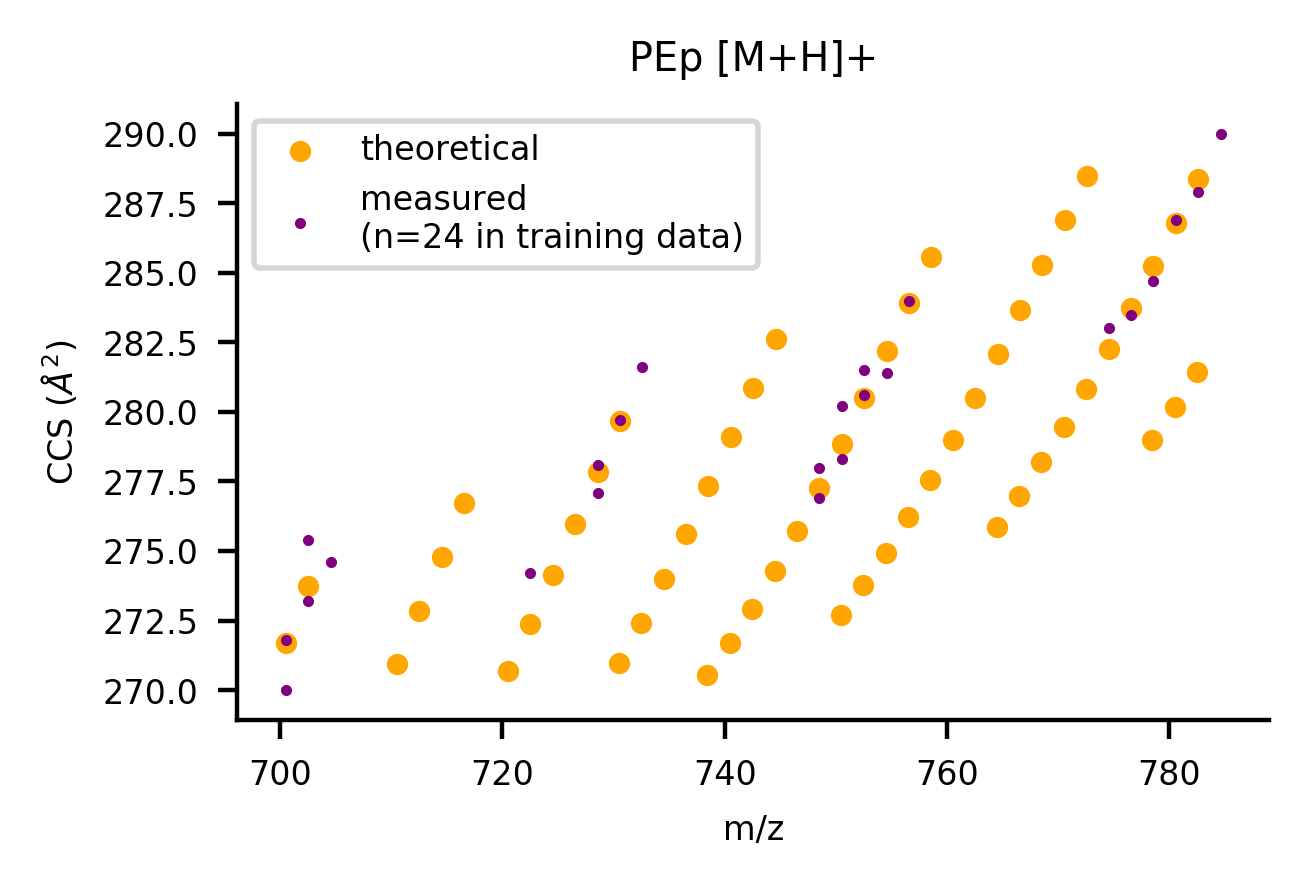 PEp [M+H]+
theoretical
measured
(n=24 in training data)
290.0
287.5
285.0
282.5
280.0
277.5
275.0
272.5
270.0
CCS (Å²)
700 720 740 760 780
m/z